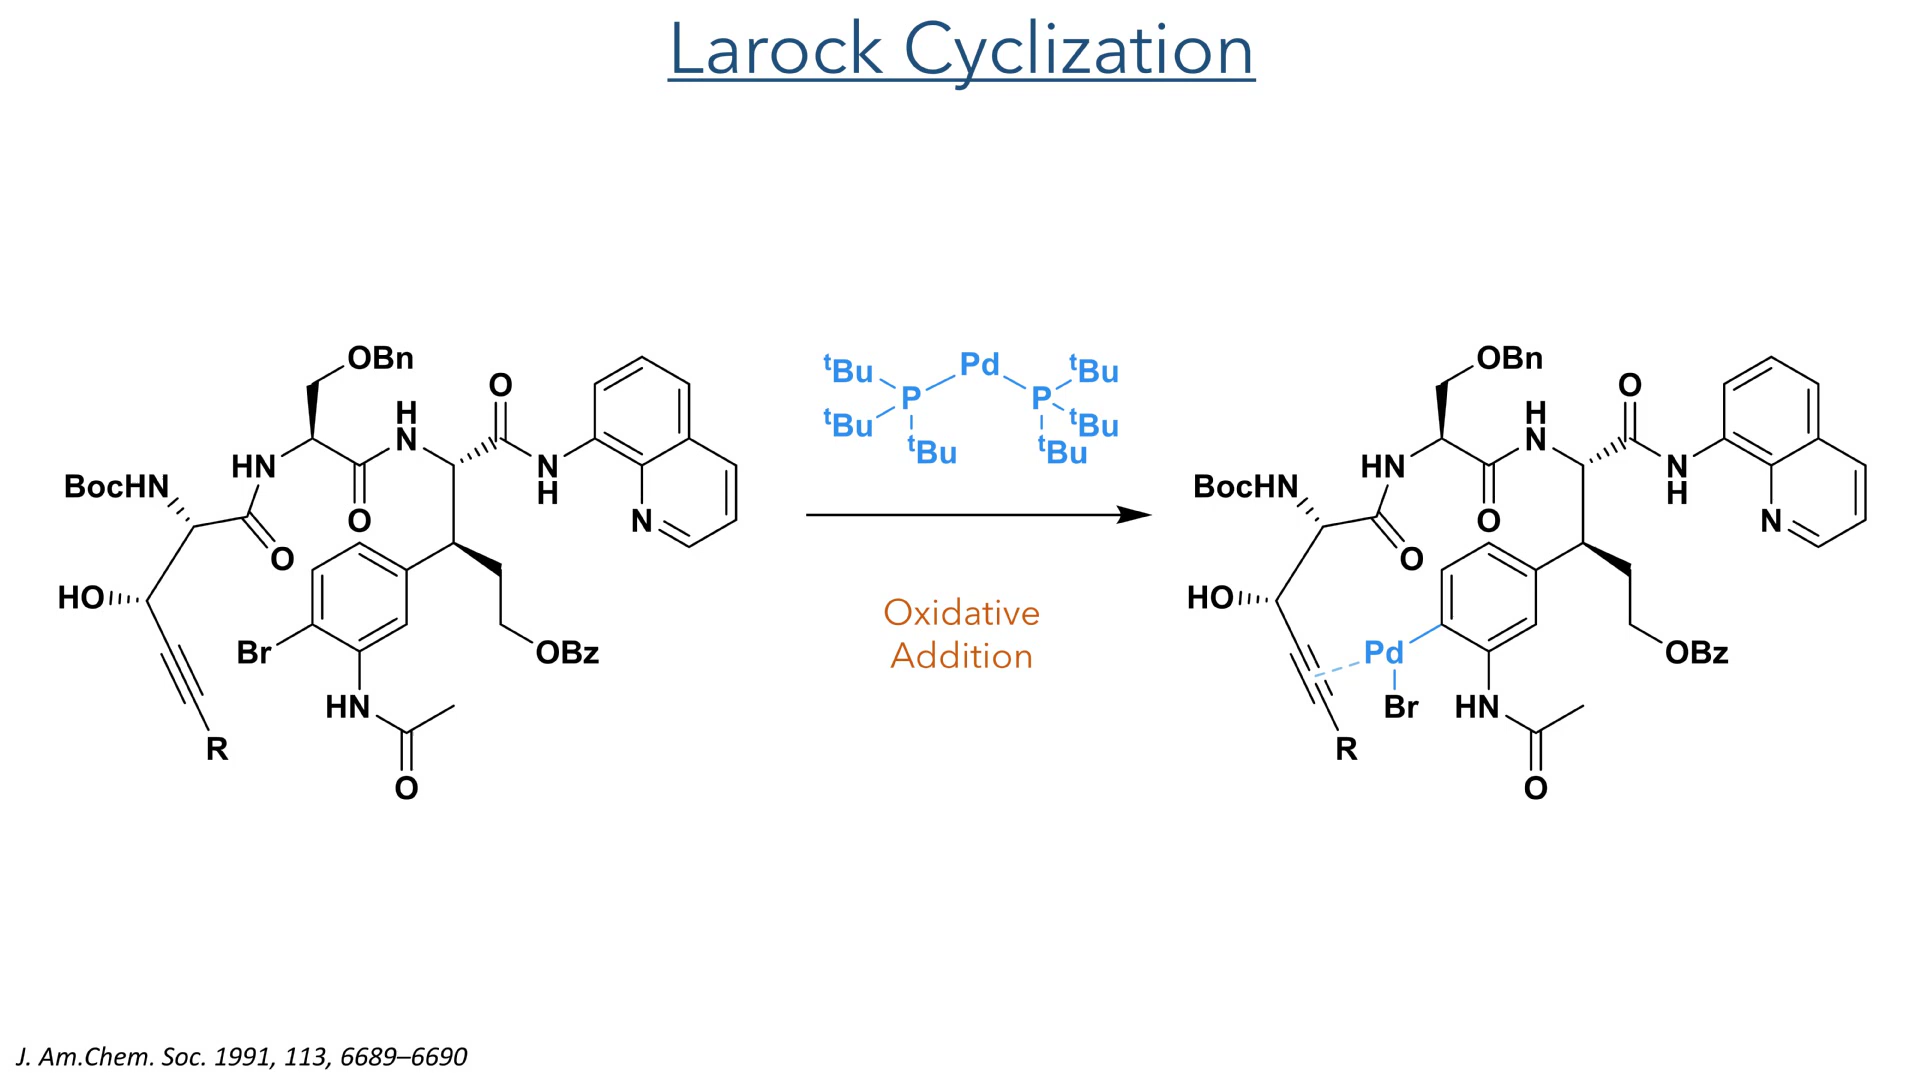 Larock Cyclization
OBn
O
H
N
HN
BocHN
O
N
H
N
O
HO
Br
OBz
HN
R
O
tBu
Pd
tBu
P
P
tBu
tBu
tBu
tBu
Oxidative
Addition
OBn
O
H
N
HN
BocHN
O
N
H
N
O
HO
Pd
OBz
Br
HN
R
O
J. Am.Chem. Soc. 1991, 113, 6689–6690